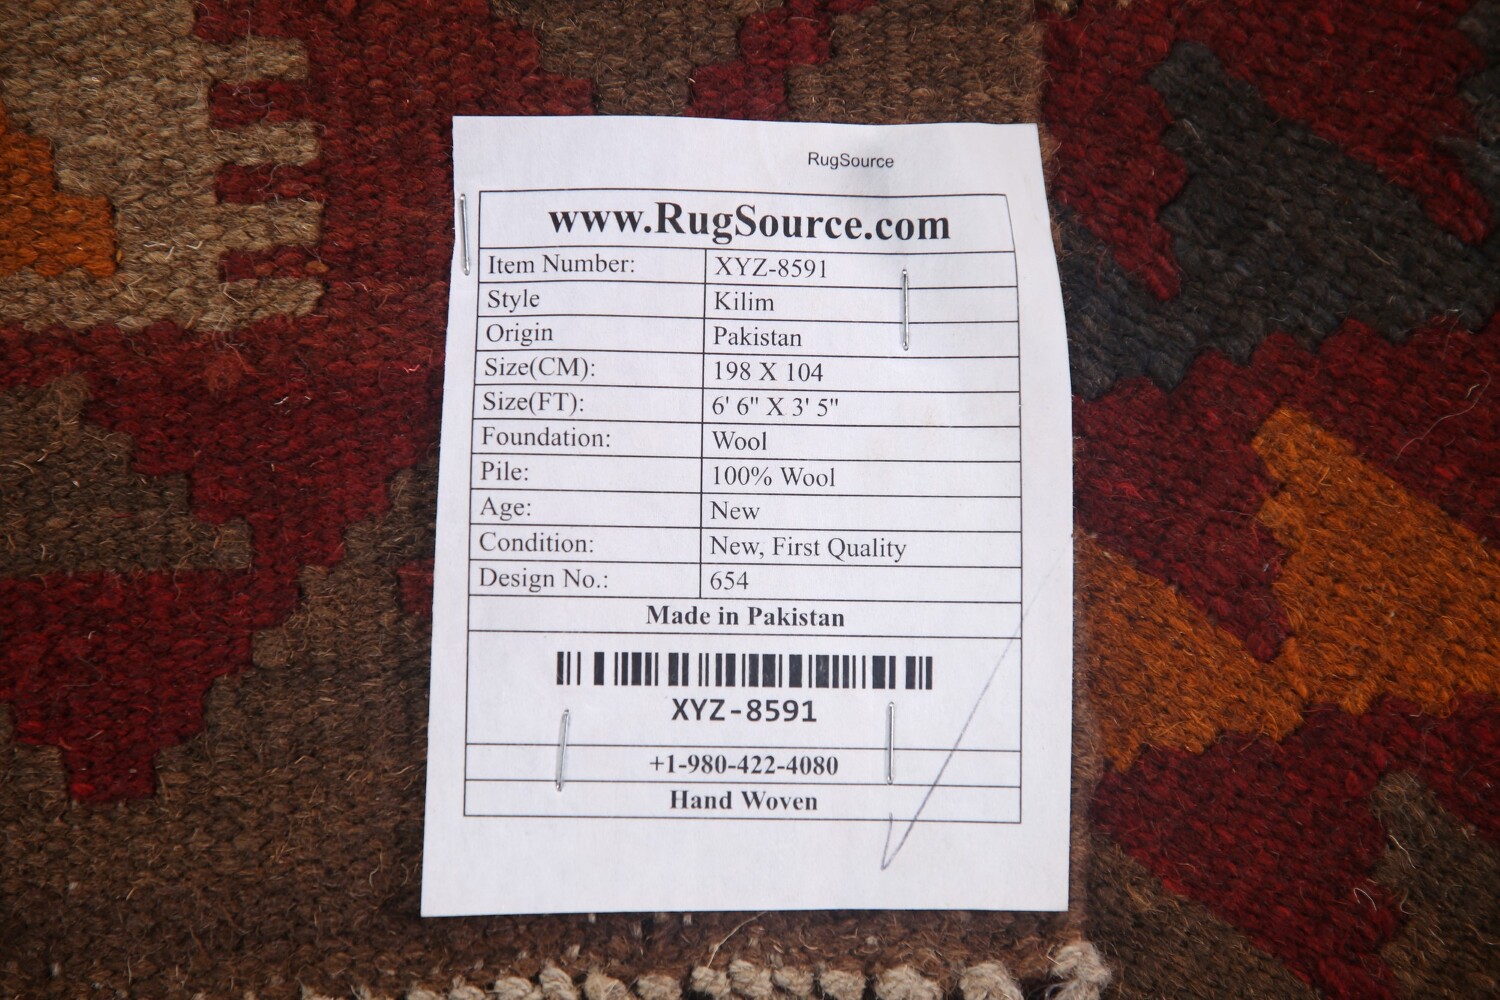 RugSource
www.RugSource.com
Item Number: XYZ-8591
Style Kilim
Origin Pakistan
Size(CM): 198 X 104
Size(FT): 6' 6" X 3' 5"
Foundation: Wool
Pile: 100% Wool
Age: New
Condition: New, First Quality
Design No.: 654
Made in Pakistan
XYZ-8591
+1-980-422-4080
Hand Woven